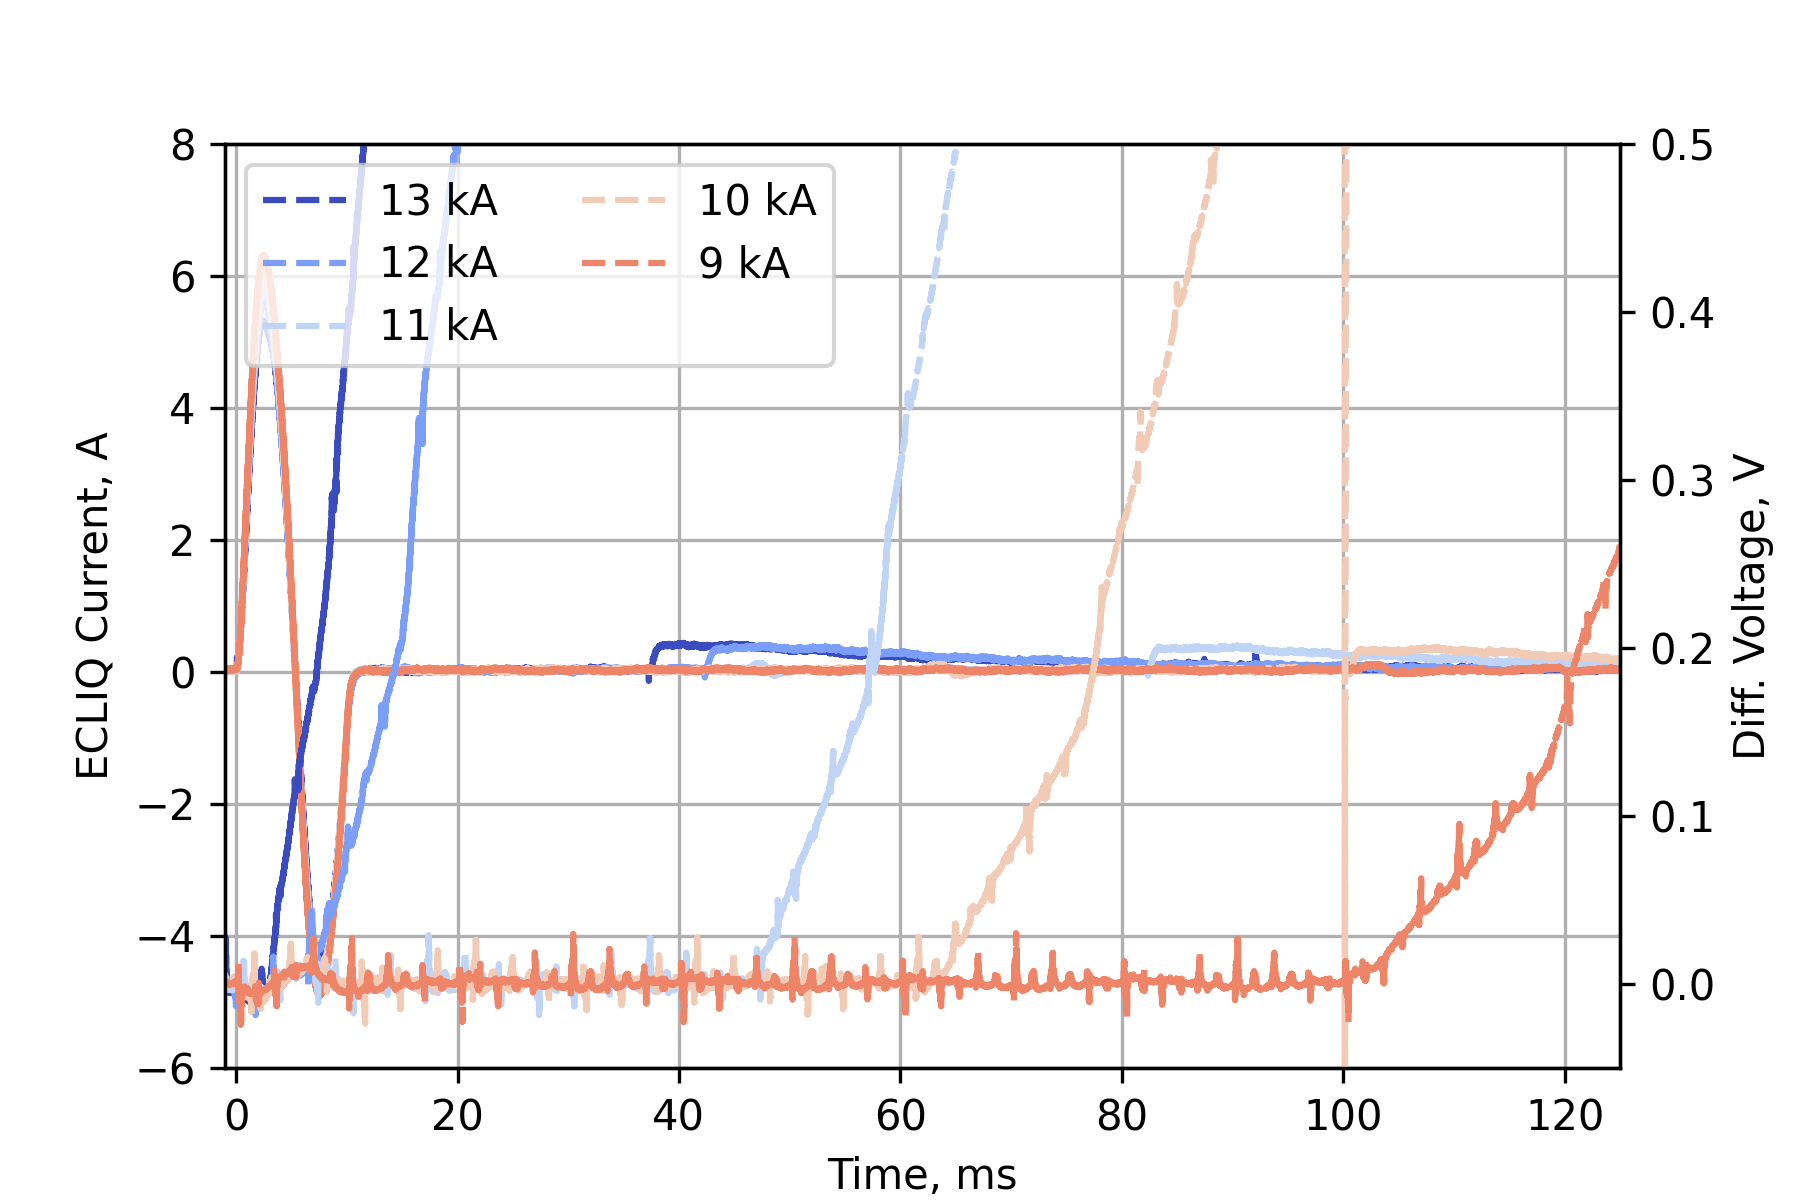 8
6
4
2
0
−2
−4
−6
ECLIQ Current, A
13 kA
12 kA
11 kA
10 kA
9 kA
0.5
0.4
0.3
0.2
0.1
0.0
Diff. Voltage, V
0 20 40 60 80 100 120
Time, ms